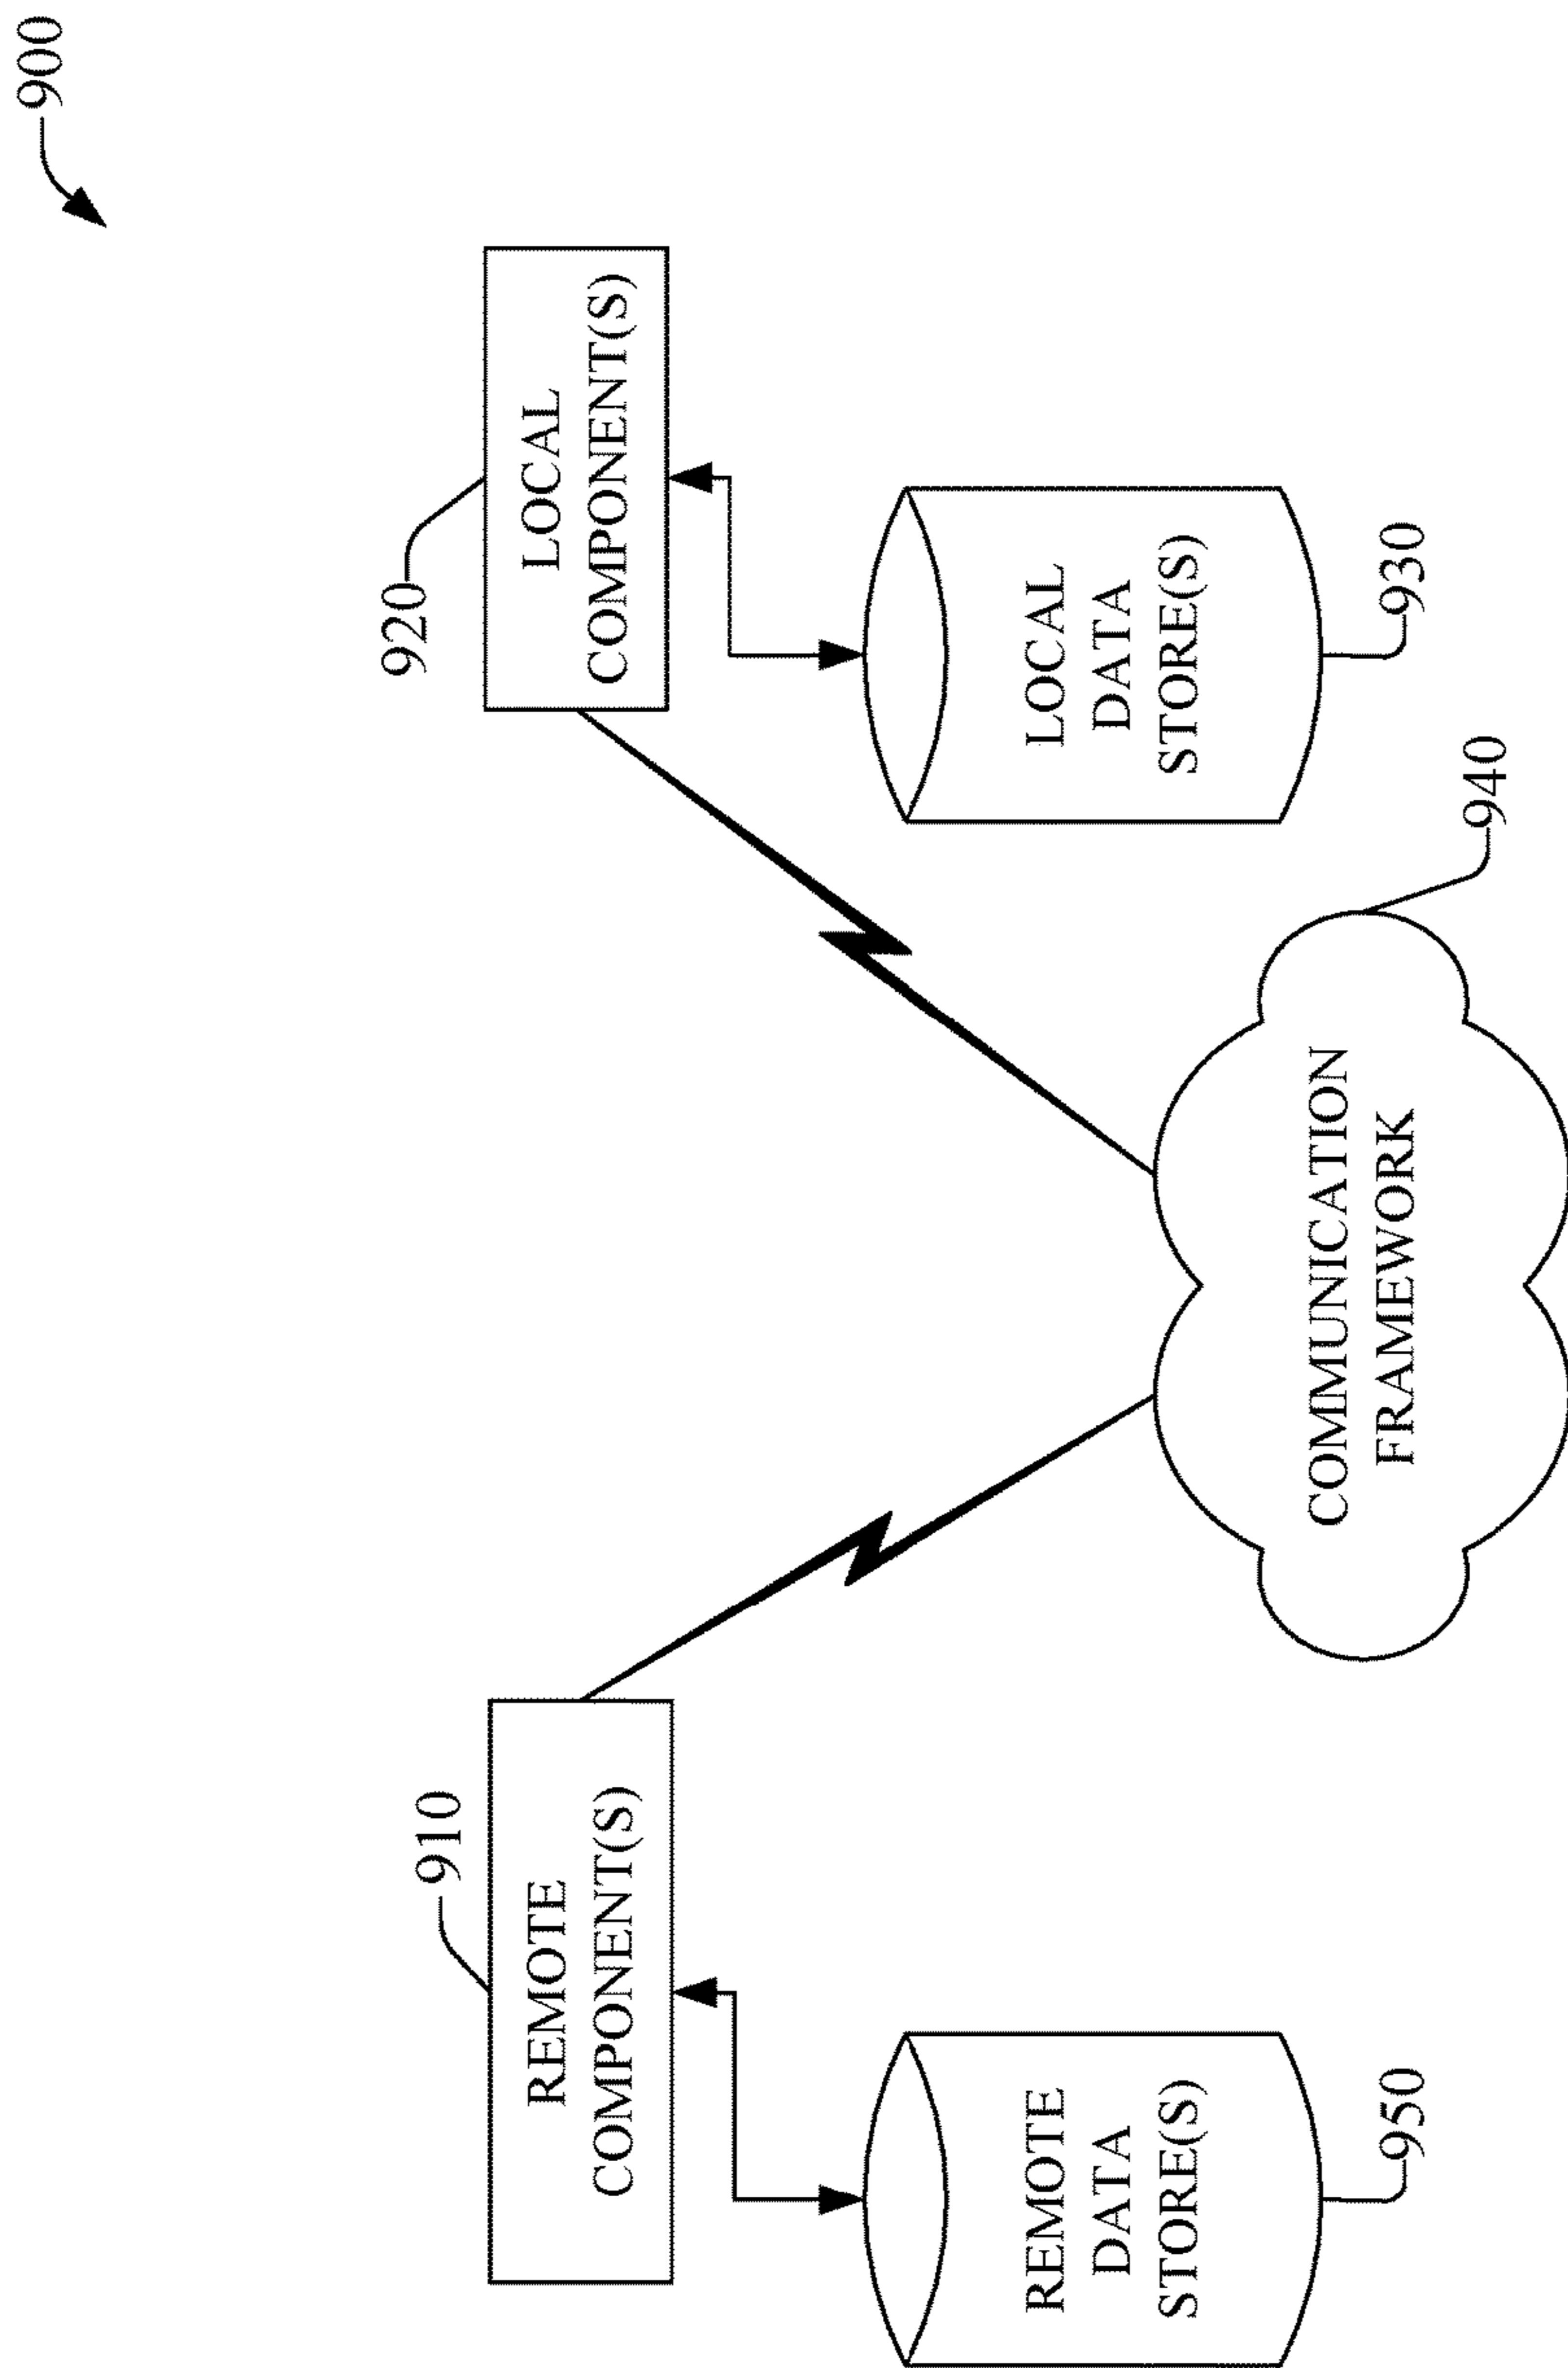 900
910
REMOTE
COMPONENT(S)
920
LOCAL
COMPONENT(S)
REMOTE
DATA
STORE(S)
950
LOCAL
DATA
STORE(S)
930
COMMUNICATION
FRAMEWORK
940